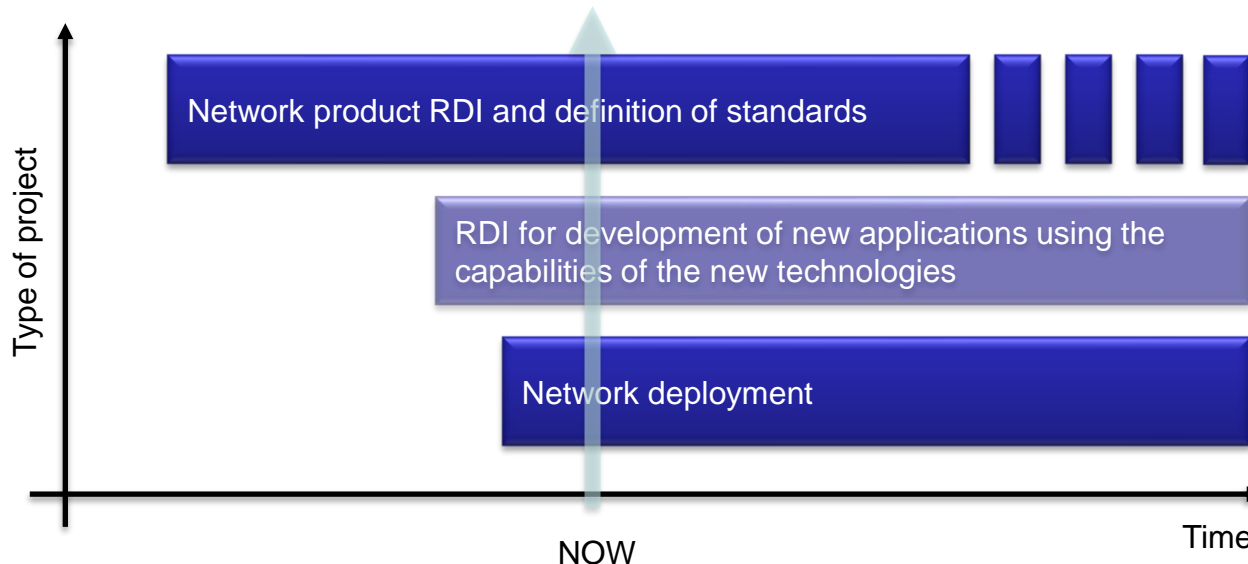 Type of project
Network product RDI and definition of standards
RDI for development of new applications using the
capabilities of the new technologies
Network deployment
NOW
Time